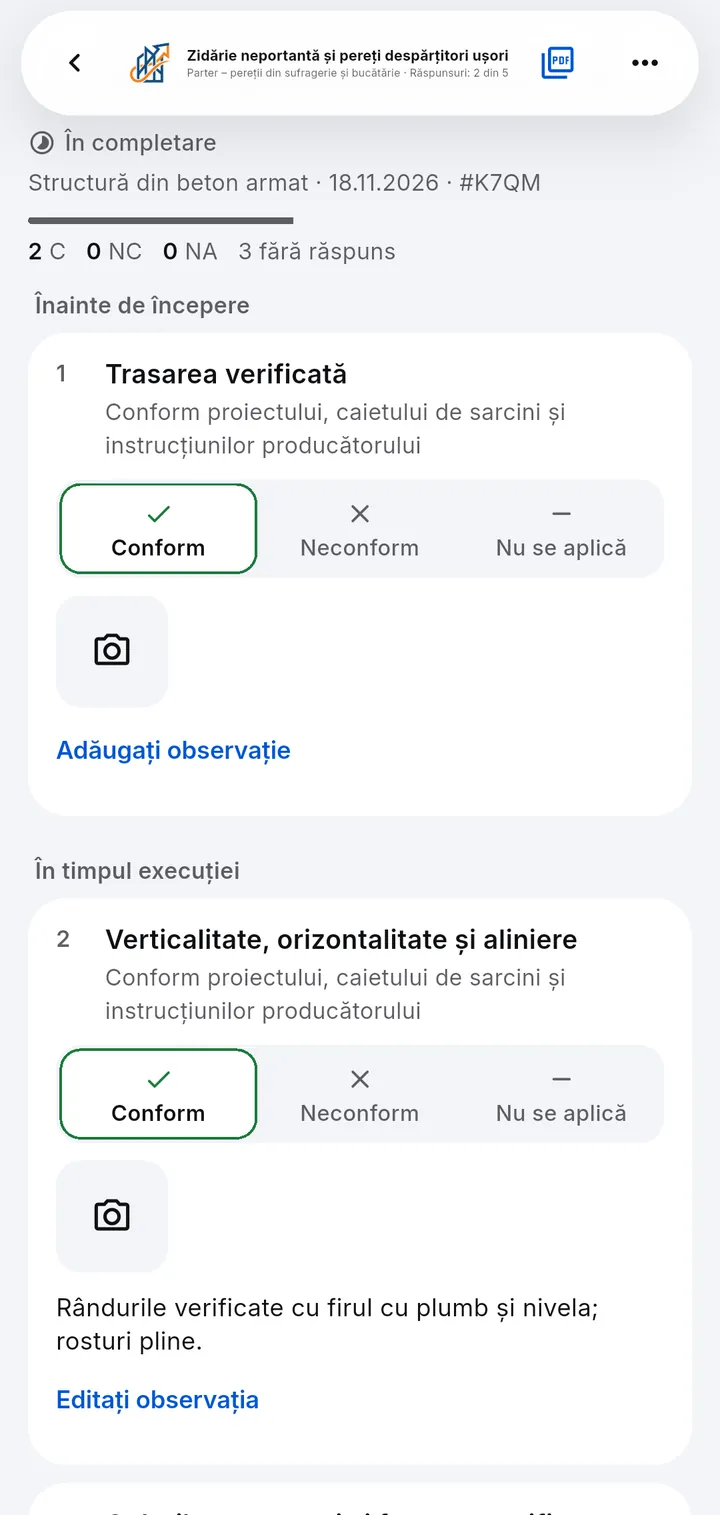 Zidărie neportantă și pereți despărțitori ușori
Parter – pereții din sufragerie și bucătărie · Răspunsuri: 2 din 5
PDF
În completare
Structură din beton armat · 18.11.2026 · #K7QM
2 C 0 NC 0 NA 3 fără răspuns
Înainte de începere
1 Trasarea verificată
Conform proiectului, caietului de sarcini și
instrucțiunilor producătorului
Conform Neconform Nu se aplică
Adăugați observație
În timpul execuției
2 Verticalitate, orizontalitate și aliniere
Conform proiectului, caietului de sarcini și
instrucțiunilor producătorului
Conform Neconform Nu se aplică
Rândurile verificate cu firul cu plumb și nivela;
rosturi pline.
Editați observația